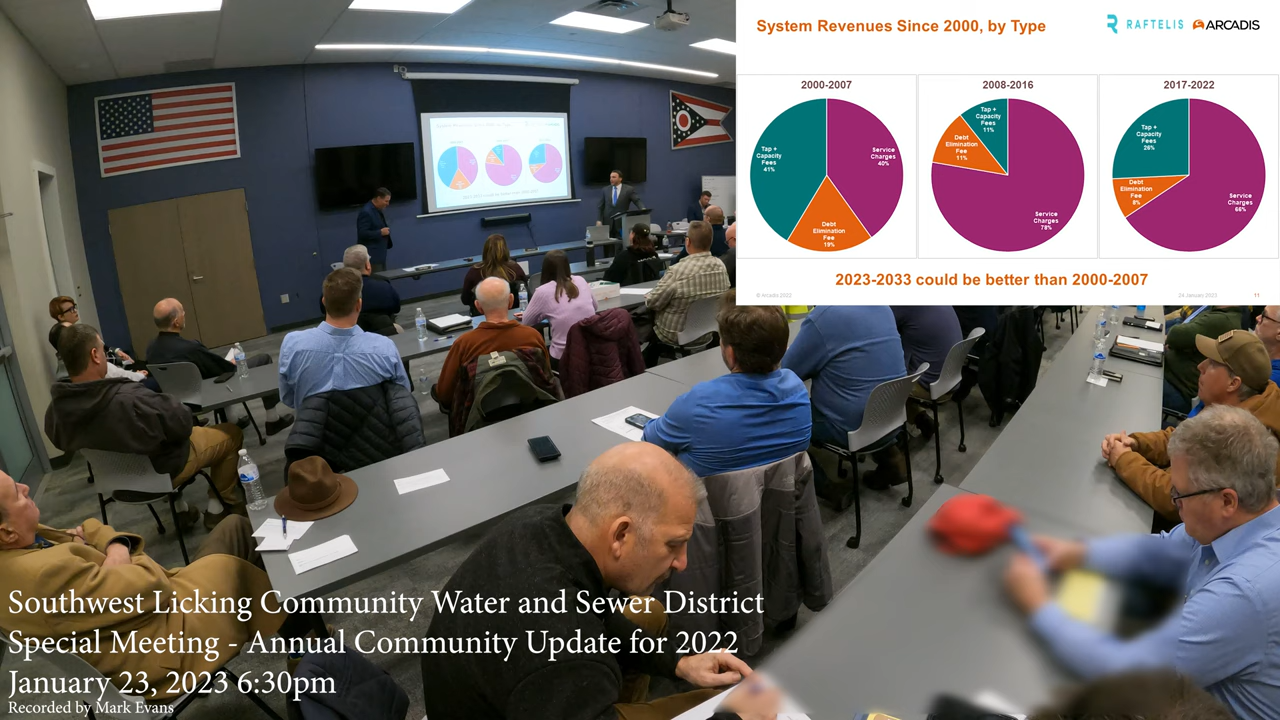 System Revenues Since 2000, by Type
RAFTELIS ARCADIS
2000-2007
Tap +
Capacity
Fees
41%
Service
Charges
40%
Debt
Elimination
Fee
19%
2008-2016
Tap +
Capacity
Fees
11%
Debt
Elimination
Fee
11%
Service
Charges
78%
2017-2022
Tap +
Capacity
Fees
26%
Debt
Elimination
Fee
8%
Service
Charges
66%
2023-2033 could be better than 2000-2007
© Arcadis 2022
24 January 2023
11
Southwest Licking Community Water and Sewer District
Special Meeting - Annual Community Update for 2022
January 23, 2023 6:30pm
Recorded by Mark Evans